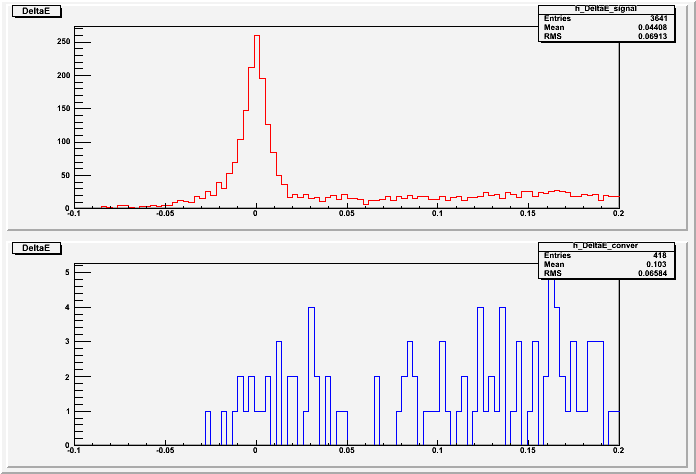 DeltaE
h_DeltaE_signal
Entries 3641
Mean 0.04408
RMS 0.06913
250
200
150
100
50
0
-0.1 -0.05 0 0.05 0.1 0.15 0.2
DeltaE
h_DeltaE_conver
Entries 418
Mean 0.103
RMS 0.06584
5
4
3
2
1
0
-0.1 -0.05 0 0.05 0.1 0.15 0.2